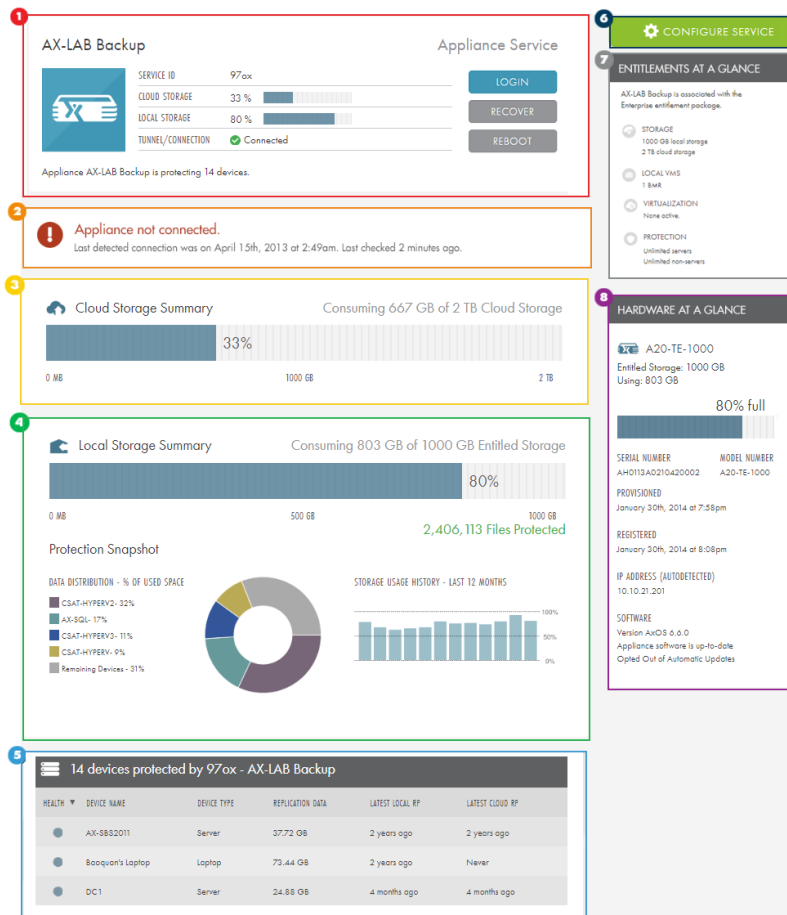 1
AX-LAB Backup
Appliance Service
SERVICE ID 97ax
CLOUD STORAGE 33 %
LOCAL STORAGE 80 %
TUNNEL/CONNECTION Connected
LOGIN
RECOVER
REBOOT
Appliance AX-LAB Backup is protecting 14 devices.
2
Appliance not connected.
Last detected connection was on April 15th, 2013 at 2:49am. Last checked 2 minutes ago.
3
Cloud Storage Summary
Consuming 667 GB of 2 TB Cloud Storage
33%
0 MB 1000 GB 2 TB
4
Local Storage Summary
Consuming 803 GB of 1000 GB Entitled Storage
80%
0 MB 500 GB 1000 GB
2,406,113 Files Protected
Protection Snapshot
DATA DISTRIBUTION - % OF USED SPACE
CSAT-HYPERV2- 32%
AX-SQL- 17%
CSAT-HYPERV3- 11%
CSAT-HYPERV- 9%
Remaining Devices - 31%
STORAGE USAGE HISTORY - LAST 12 MONTHS
100%
50%
0%
5
14 devices protected by 97ox - AX-LAB Backup
HEALTH ▼ DEVICE NAME DEVICE TYPE REPLICATION DATA LATEST LOCAL RP LATEST CLOUD RP
AX-SBS2011 Server 37.72 GB 2 years ago 2 years ago
Baoquan's Laptop Laptop 73.44 GB 2 years ago Never
DC1 Server 24.88 GB 4 months ago 4 months ago
6
CONFIGURE SERVICE
7
ENTITLEMENTS AT A GLANCE
AX-LAB Backup is associated with the
Enterprise entitlement package.
STORAGE
1000 GB local storage
2 TB cloud storage
LOCAL VMS
1 BMR
VIRTUALIZATION
None active.
PROTECTION
Unlimited servers
Unlimited non-servers
8
HARDWARE AT A GLANCE
A20-TE-1000
Entitled Storage: 1000 GB
Using: 803 GB
80% full
SERIAL NUMBER MODEL NUMBER
AH0113A0210420002 A20-TE-1000
PROVISIONED
January 30th, 2014 at 7:58pm
REGISTERED
January 30th, 2014 at 8:08pm
IP ADDRESS (AUTODETECTED)
10.10.21.201
SOFTWARE
Version AxOS 6.6.0
Appliance software is up-to-date
Opted Out of Automatic Updates